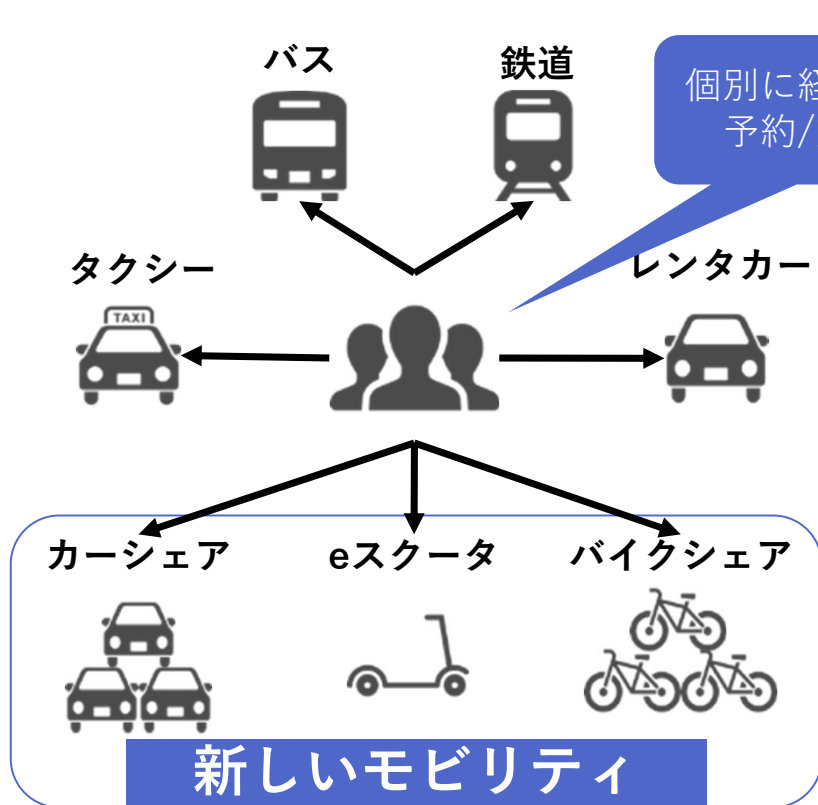 バス
鉄道
個別に経
予約/
タクシー
レンタカー
TAXI
カーシェア
eスクータ
バイクシェア
新しいモビリティ